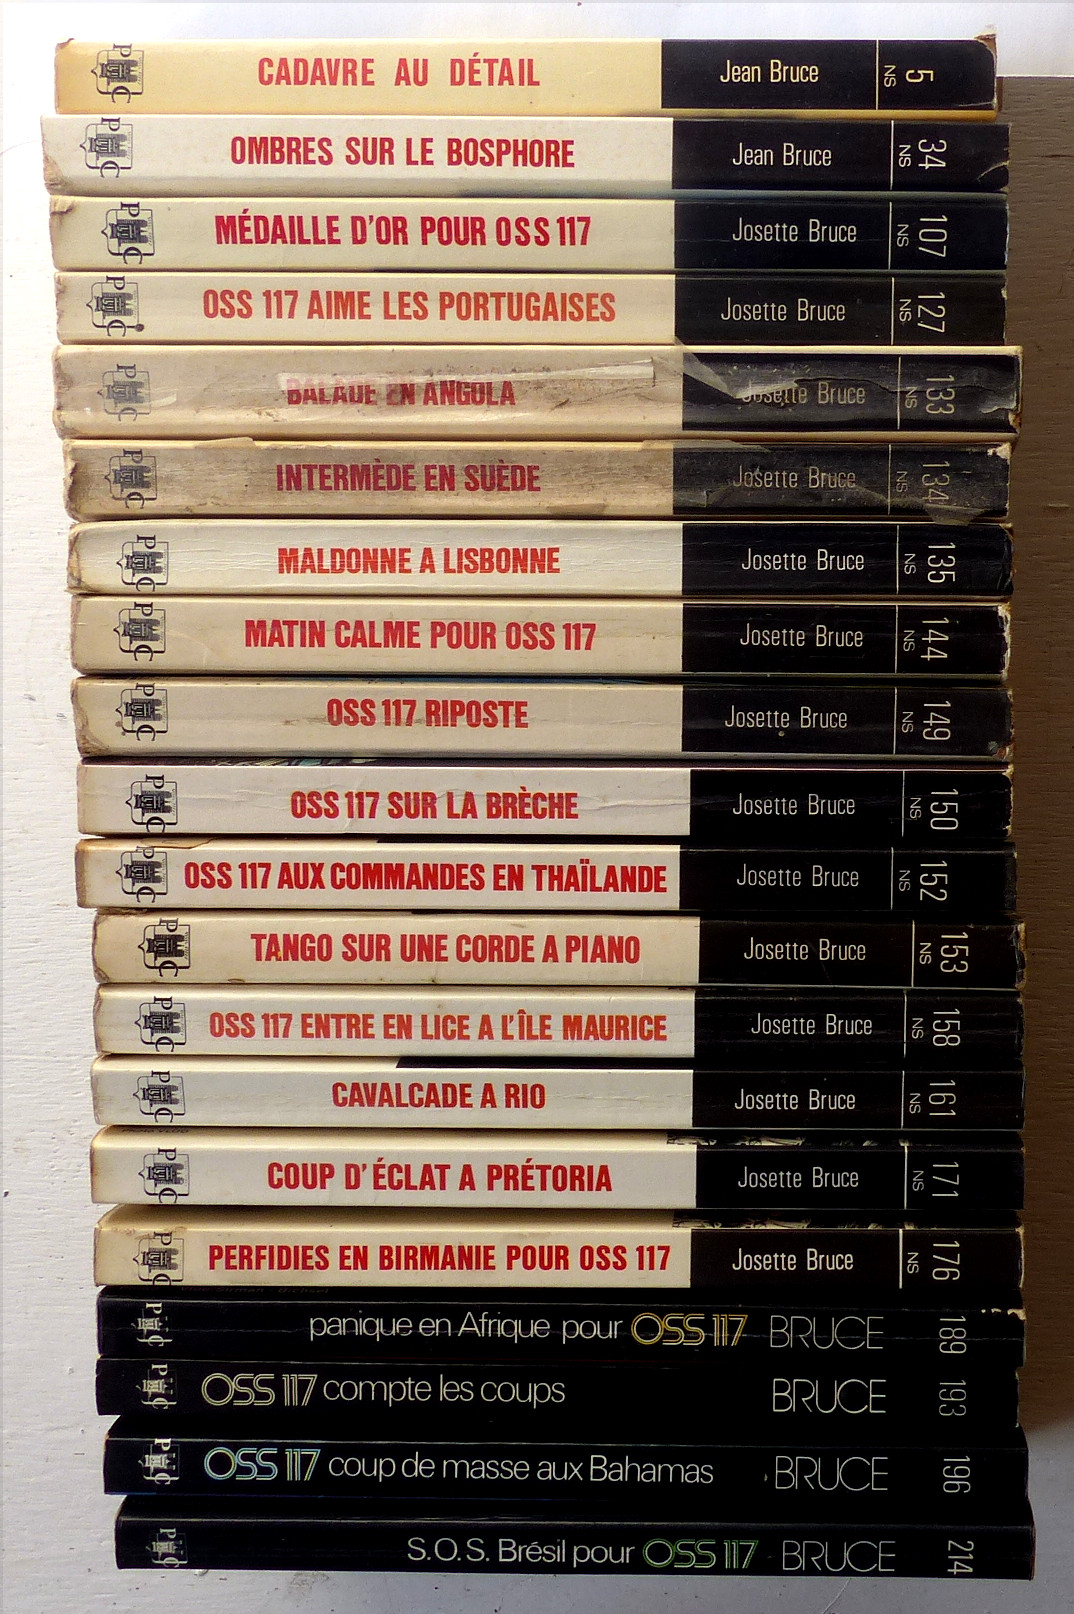 P C CADAVRE AU DÉTAIL Jean Bruce NS 5
P C OMBRES SUR LE BOSPHORE Jean Bruce NS 34
P C MÉDAILLE D'OR POUR OSS 117 Josette Bruce NS 107
P C OSS 117 AIME LES PORTUGAISES Josette Bruce NS 127
P C BALADE EN ANGOLA Josette Bruce NS 133
P C INTERMÈDE EN SUÈDE Josette Bruce NS 134
P C MALDONNE A LISBONNE Josette Bruce NS 135
P C MATIN CALME POUR OSS 117 Josette Bruce NS 144
P C OSS 117 RIPOSTE Josette Bruce NS 149
P C OSS 117 SUR LA BRÈCHE Josette Bruce NS 150
P C OSS 117 AUX COMMANDES EN THAÏLANDE Josette Bruce NS 152
P C TANGO SUR UNE CORDE A PIANO Josette Bruce NS 153
P C OSS 117 ENTRE EN LICE A L'ÎLE MAURICE Josette Bruce NS 158
P C CAVALCADE A RIO Josette Bruce NS 161
P C COUP D'ÉCLAT A PRÉTORIA Josette Bruce NS 171
P C PERFIDIES EN BIRMANIE POUR OSS 117 Josette Bruce NS 176
P C panique en Afrique pour OSS 117 BRUCE 189
P C OSS 117 compte les coups BRUCE 193
P C OSS 117 coup de masse aux Bahamas BRUCE 196
P C S.O.S. Brésil pour OSS 117 BRUCE 214